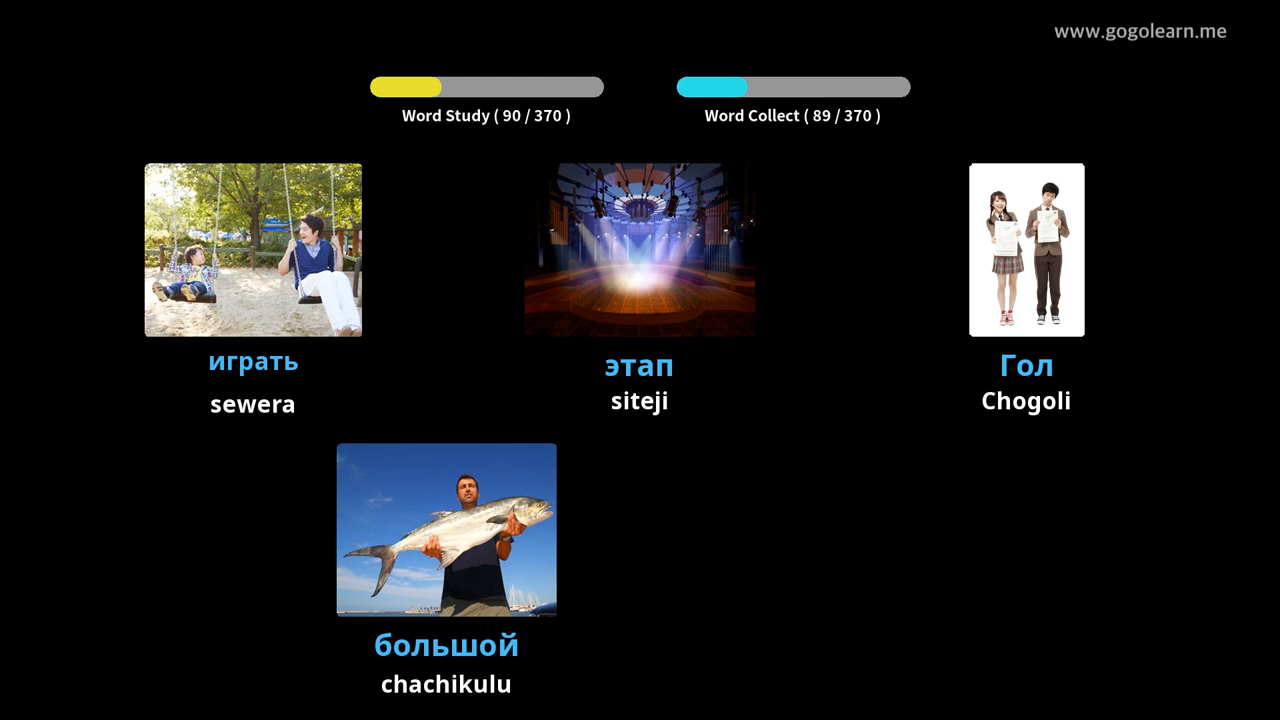 www.gogolearn.me
Word Study ( 90 / 370 )
Word Collect ( 89 / 370 )
играть
sewera
этап
siteji
Гол
Chogoli
большой
chachikulu